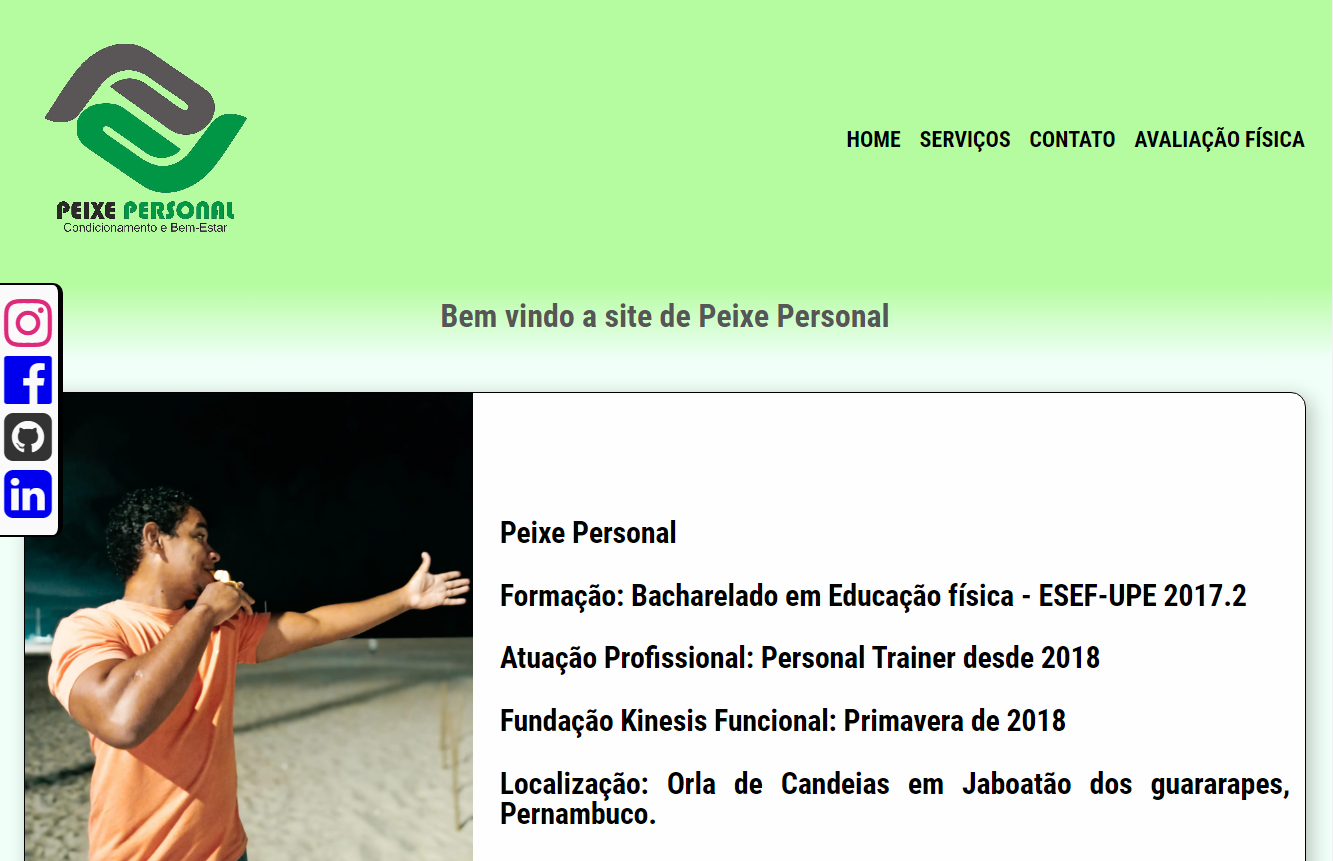 PEIXE PERSONAL
Condicionamento e Bem-Estar
HOME SERVIÇOS CONTATO AVALIAÇÃO FÍSICA
Bem vindo a site de Peixe Personal
in
Peixe Personal
Formação: Bacharelado em Educação física - ESEF-UPE 2017.2
Atuação Profissional: Personal Trainer desde 2018
Fundação Kinesis Funcional: Primavera de 2018
Localização: Orla de Candeias em Jaboatão dos guararapes,
Pernambuco.